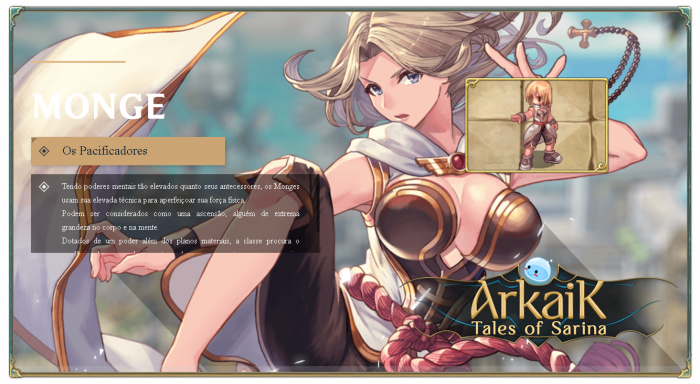 MONGE
Os Pacificadores
Tendo poderes mentais tão elevados quanto seus antecessores, os Monges
usam sua elevada técnica para aperfeiçoar sua força física.
Podem ser considerados como uma ascensão, alguém de extrema
grandeza no corpo e na mente.
Dotados de um poder além dos planos materiais, a classe procura o
ArkaiK
Tales of Sarina